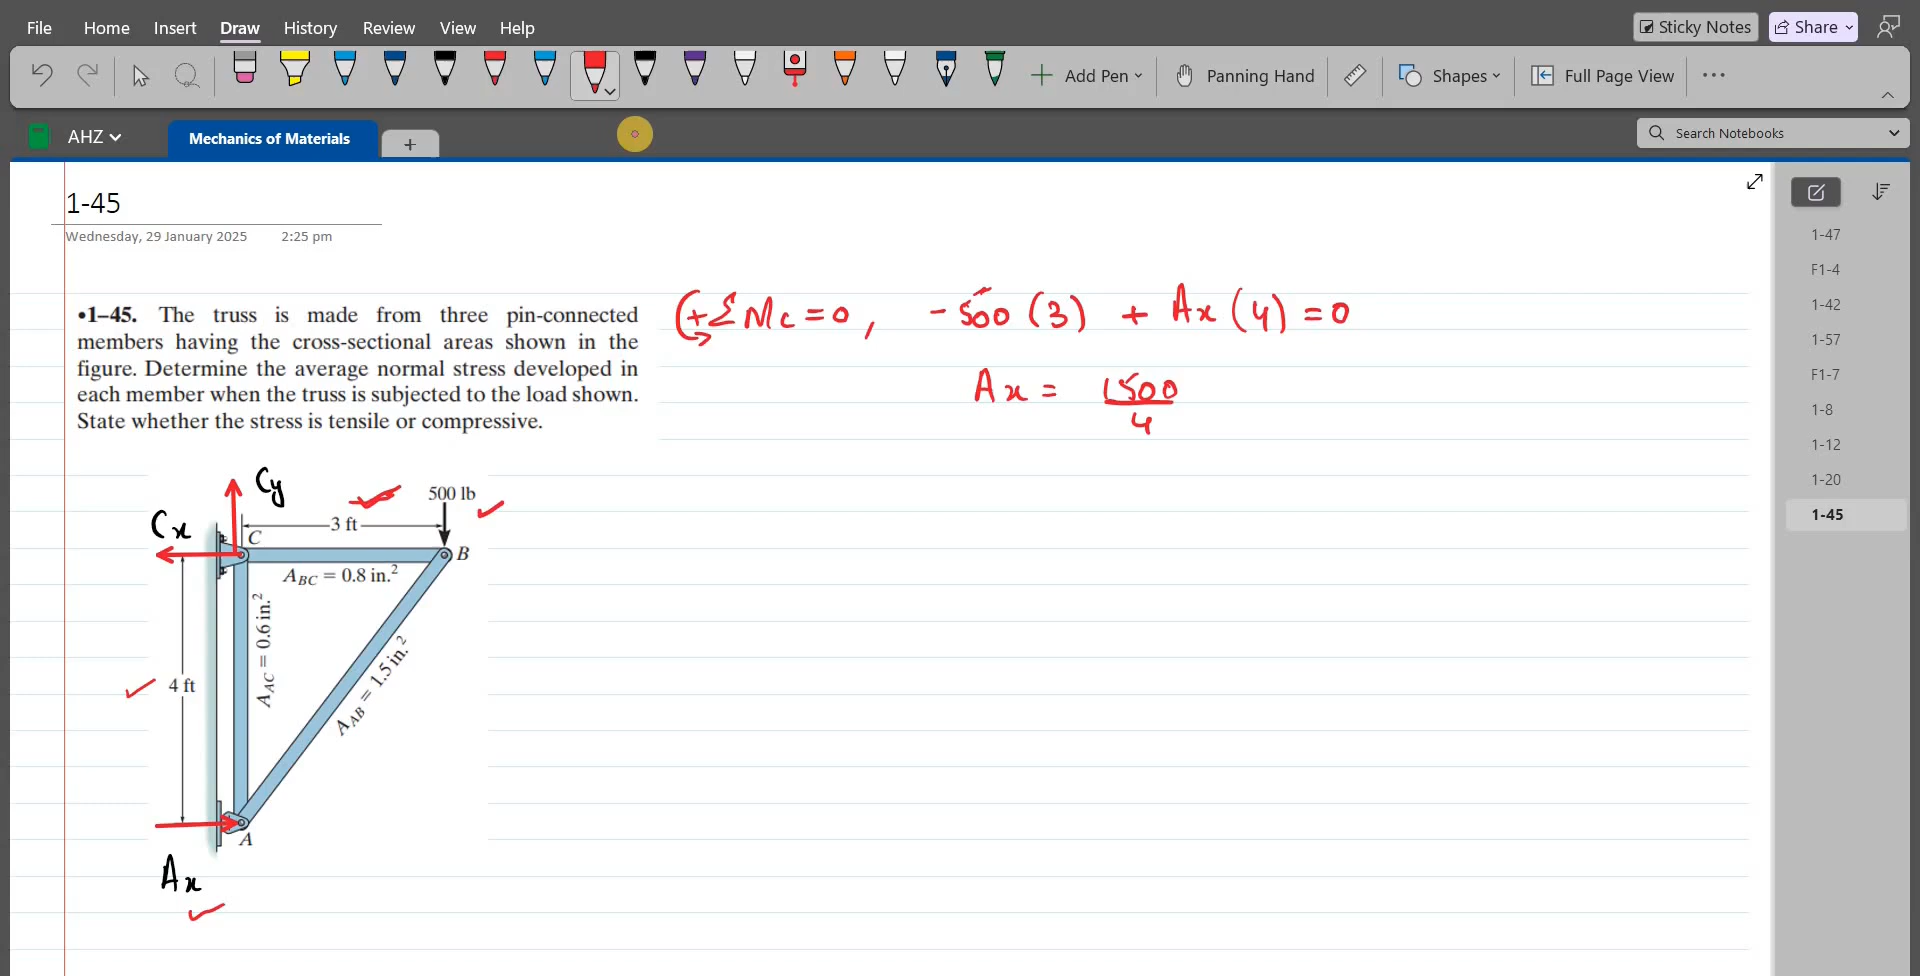 File Home Insert Draw History Review View Help
Sticky Notes Share
Add Pen Panning Hand Shapes Full Page View
AHZ Mechanics of Materials +
Search Notebooks
1-45
Wednesday, 29 January 2025 2:25 pm
•1–45. The truss is made from three pin-connected
members having the cross-sectional areas shown in the
figure. Determine the average normal stress developed in
each member when the truss is subjected to the load shown.
State whether the stress is tensile or compressive.
(+ΣMc = 0, -500 (3) + Ax (4) = 0
Ax = 1500/4
Cy
500 lb
Cx
3 ft
C
B
A_BC = 0.8 in.²
A_AC = 0.6 in.²
A_AB = 1.5 in.²
4 ft
A
Ax
1-47
F1-4
1-42
1-57
F1-7
1-8
1-12
1-20
1-45